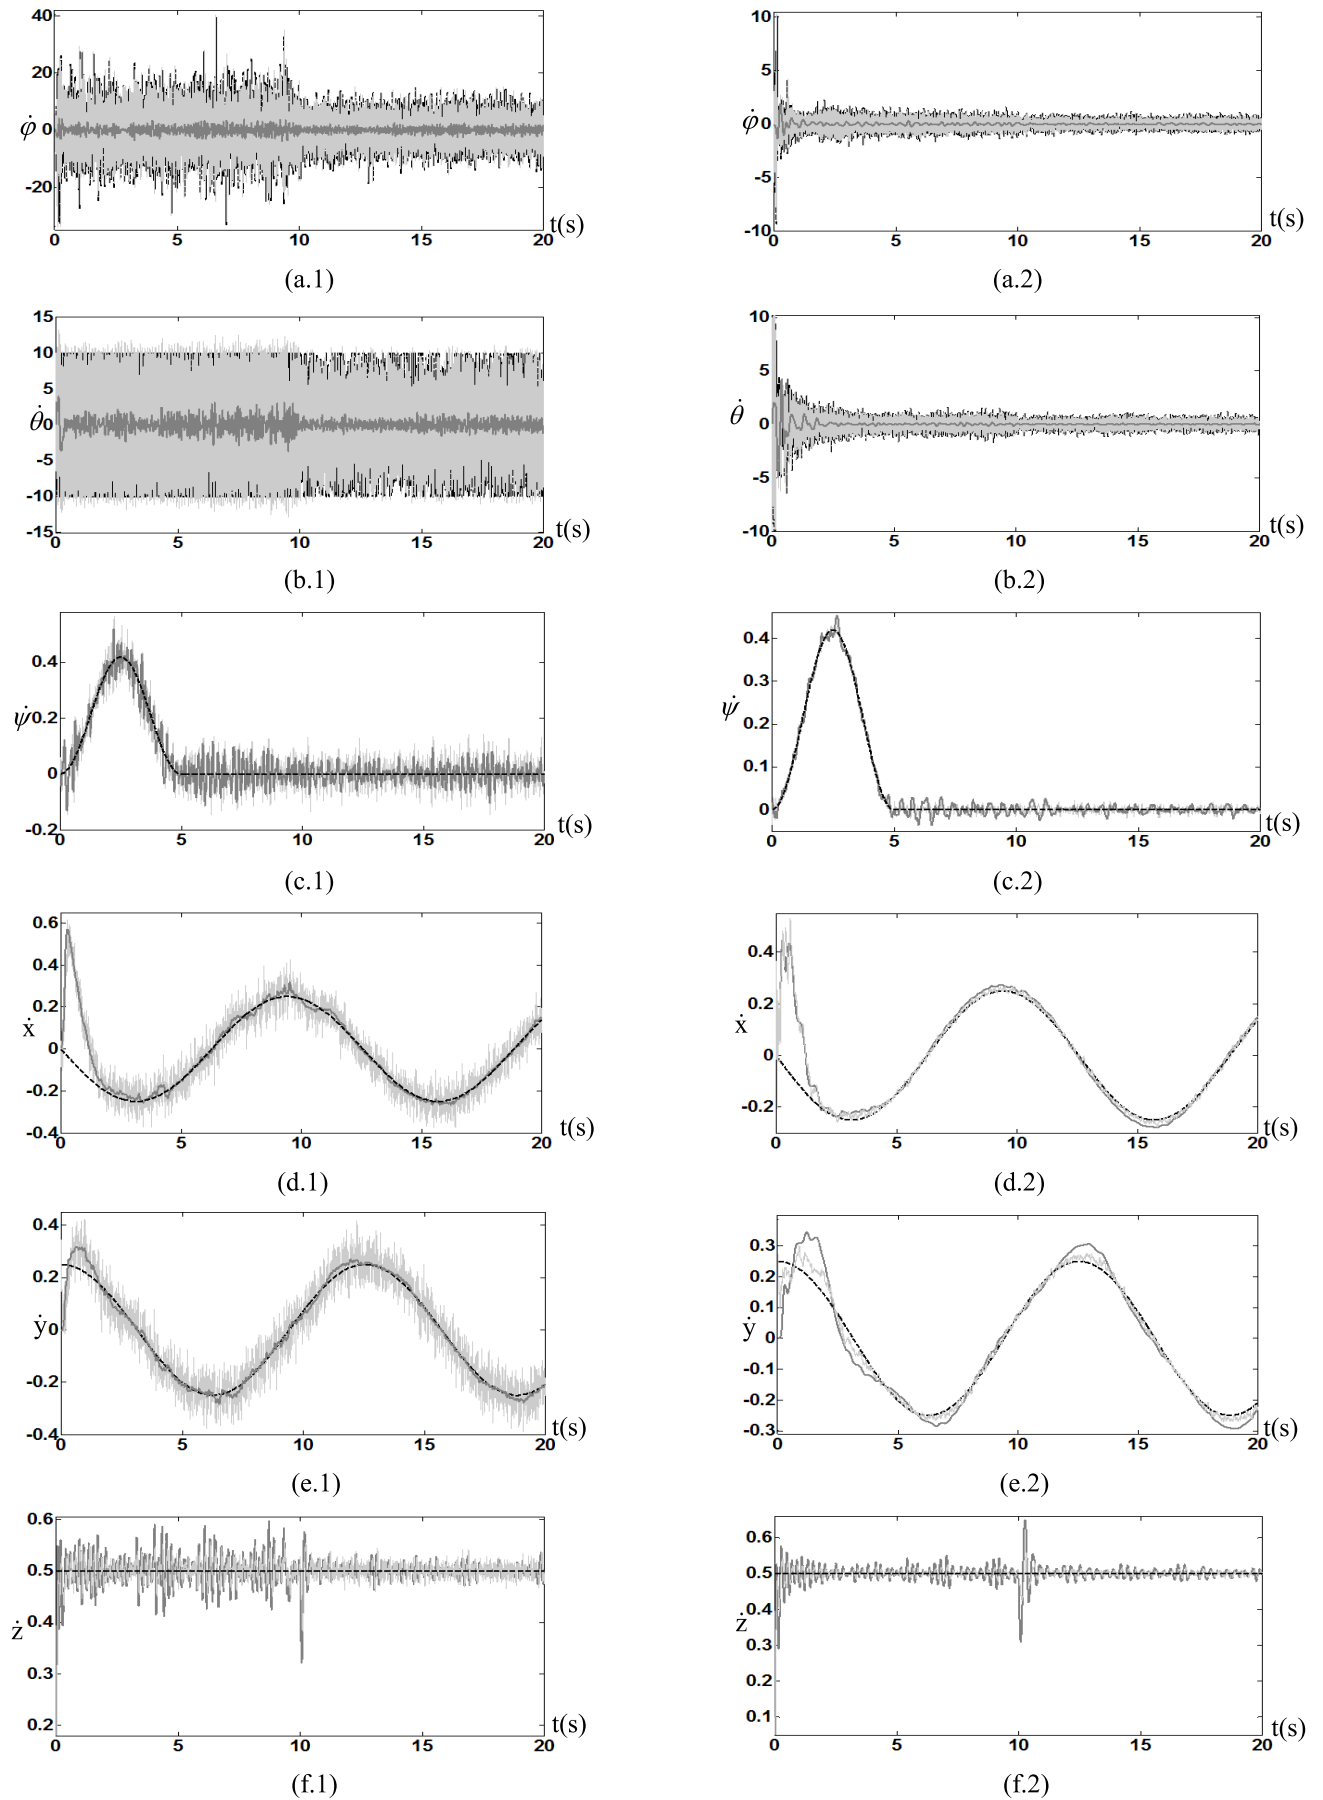 40
20
0
-20
φ̇
0 5 10 15 20
t(s)
(a.1)
10
5
0
-5
-10
φ̇
0 5 10 15 20
t(s)
(a.2)
15
10
5
0
-5
-10
-15
θ̇
0 5 10 15 20
t(s)
(b.1)
10
5
0
-5
-10
θ̇
0 5 10 15 20
t(s)
(b.2)
0.4
0.2
0
-0.2
ψ̇
0 5 10 15 20
t(s)
(c.1)
0.4
0.3
0.2
0.1
0
ψ̇
0 5 10 15 20
t(s)
(c.2)
0.6
0.4
0.2
0
-0.2
-0.4
ẋ
0 5 10 15 20
t(s)
(d.1)
0.4
0.2
0
-0.2
ẋ
0 5 10 15 20
t(s)
(d.2)
0.4
0.2
0
-0.2
-0.4
ẏ
0 5 10 15 20
t(s)
(e.1)
0.3
0.2
0.1
0
-0.1
-0.2
-0.3
ẏ
0 5 10 15 20
t(s)
(e.2)
0.6
0.5
0.4
0.3
0.2
ż
0 5 10 15 20
t(s)
(f.1)
0.6
0.5
0.4
0.3
0.2
0.1
ż
0 5 10 15 20
t(s)
(f.2)